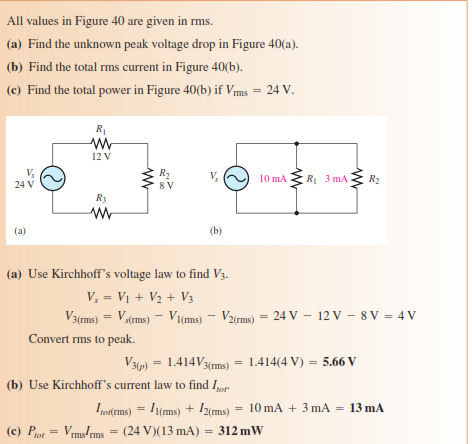 All values in Figure 40 are given in rms.
(a) Find the unknown peak voltage drop in Figure 40(a).
(b) Find the total rms current in Figure 40(b).
(c) Find the total power in Figure 40(b) if Vrms = 24 V.
R1
12 V
Vs
24 V
R2
8 V
R3
(a)
Vs
10 mA
R1
3 mA
R2
(b)
(a) Use Kirchhoff's voltage law to find V3.
Vs = V1 + V2 + V3
V3(rms) = Vs(rms) − V1(rms) − V2(rms) = 24 V − 12 V − 8 V = 4 V
Convert rms to peak.
V3(p) = 1.414V3(rms) = 1.414(4 V) = 5.66 V
(b) Use Kirchhoff's current law to find Itot.
Itot(rms) = I1(rms) + I2(rms) = 10 mA + 3 mA = 13 mA
(c) Ptot = VrmsIrms = (24 V)(13 mA) = 312 mW